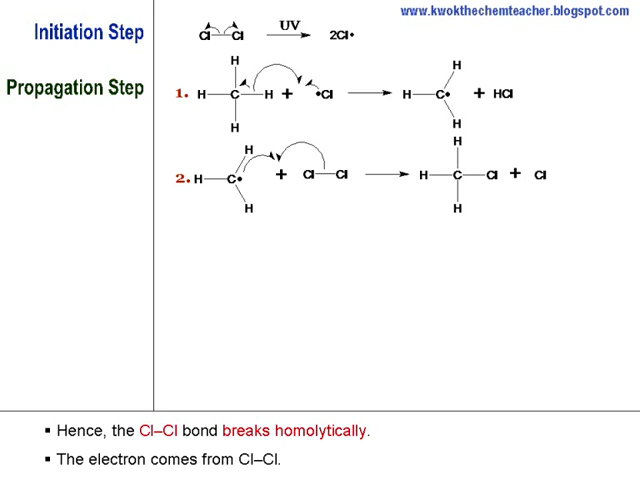 www.kwokthechemteacher.blogspot.com
Initiation Step
Cl Cl UV 2Cl•
Propagation Step
H H
1. H C H + •Cl H C• + HCl
H H
H H
2. H C• + Cl Cl H C Cl + Cl
H H
▪ Hence, the Cl–Cl bond breaks homolytically.
▪ The electron comes from Cl–Cl.